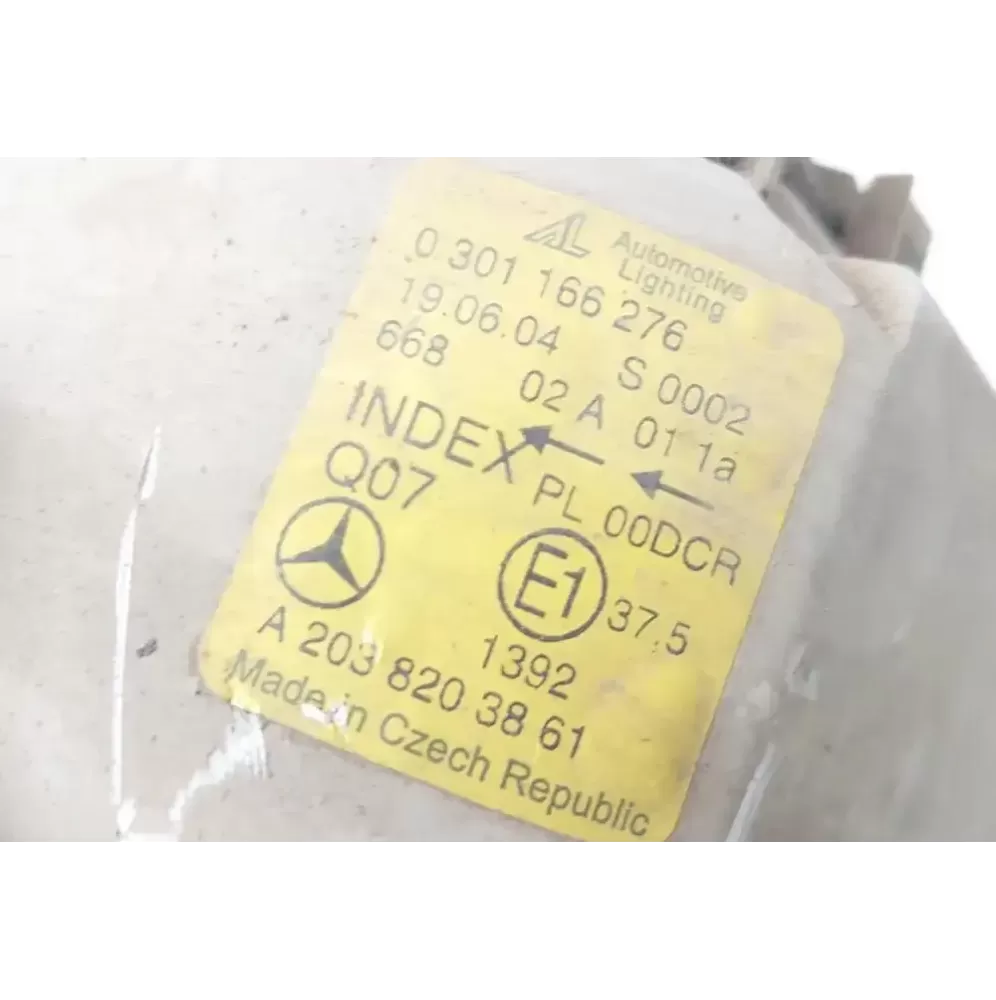 AL Automotive
Lighting
0 301 166 276
19.06.04 S 0002
668 02 A 01 1a
INDEX PL 00DCR
Q07
E1 37.5
1392
A 203 820 38 61
Made in Czech Republic